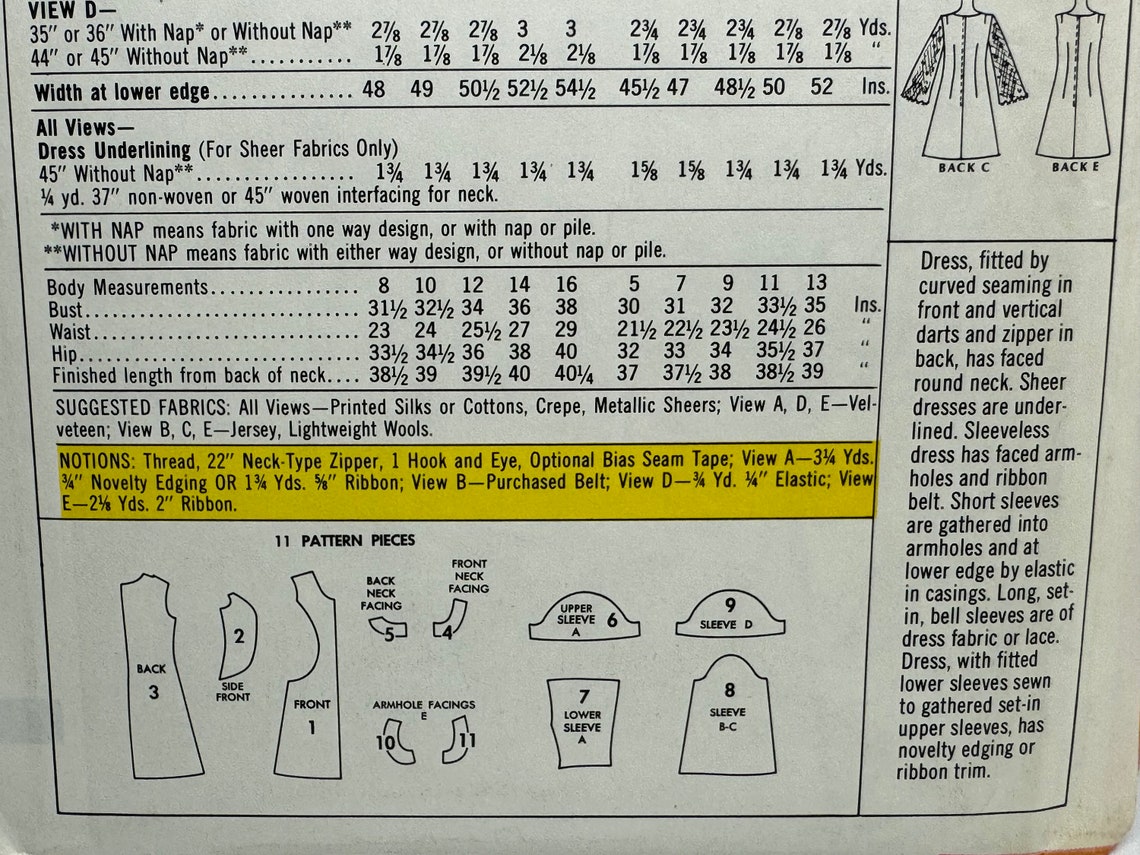 VIEW D—
35" or 36" With Nap* or Without Nap** 2⅞ 2⅞ 2⅞ 3 3 2¾ 2¾ 2¾ 2⅞ 2⅞ Yds.
44" or 45" Without Nap**........... 1⅞ 1⅞ 1⅞ 2⅛ 2⅛ 1⅞ 1⅞ 1⅞ 1⅞ 1⅞ "
Width at lower edge............... 48 49 50½ 52½ 54½ 45½ 47 48½ 50 52 Ins.
All Views—
Dress Underlining (For Sheer Fabrics Only)
45" Without Nap**................. 1¾ 1¾ 1¾ 1¾ 1¾ 1⅝ 1⅝ 1¾ 1¾ 1¾ Yds.
¼ yd. 37" non-woven or 45" woven interfacing for neck.
*WITH NAP means fabric with one way design, or with nap or pile.
**WITHOUT NAP means fabric with either way design, or without nap or pile.
Body Measurements................ 8 10 12 14 16 5 7 9 11 13
Bust.............................. 31½ 32½ 34 36 38 30 31 32 33½ 35 Ins.
Waist............................. 23 24 25½ 27 29 21½ 22½ 23½ 24½ 26 "
Hip............................... 33½ 34½ 36 38 40 32 33 34 35½ 37 "
Finished length from back of neck.... 38½ 39 39½ 40 40¼ 37 37½ 38 38½ 39 "
SUGGESTED FABRICS: All Views—Printed Silks or Cottons, Crepe, Metallic Sheers; View A, D, E—Vel-
veteen; View B, C, E—Jersey, Lightweight Wools.
NOTIONS: Thread, 22" Neck-Type Zipper, 1 Hook and Eye, Optional Bias Seam Tape; View A—3¼ Yds.
¾" Novelty Edging OR 1¾ Yds. ⅝" Ribbon; View B—Purchased Belt; View D—¾ Yd. ¼" Elastic; View
E—2⅛ Yds. 2" Ribbon.
11 PATTERN PIECES
BACK
3
2
SIDE
FRONT
FRONT
1
BACK
NECK
FACING
5
FRONT
NECK
FACING
4
ARMHOLE FACINGS
E
10
11
UPPER
SLEEVE 6
A
9
SLEEVE D
7
LOWER
SLEEVE
A
8
SLEEVE
B-C
BACK C
BACK E
Dress, fitted by
curved seaming in
front and vertical
darts and zipper in
back, has faced
round neck. Sheer
dresses are under-
lined. Sleeveless
dress has faced arm-
holes and ribbon
belt. Short sleeves
are gathered into
armholes and at
lower edge by elastic
in casings. Long, set-
in, bell sleeves are of
dress fabric or lace.
Dress, with fitted
lower sleeves sewn
to gathered set-in
upper sleeves, has
novelty edging or
ribbon trim.